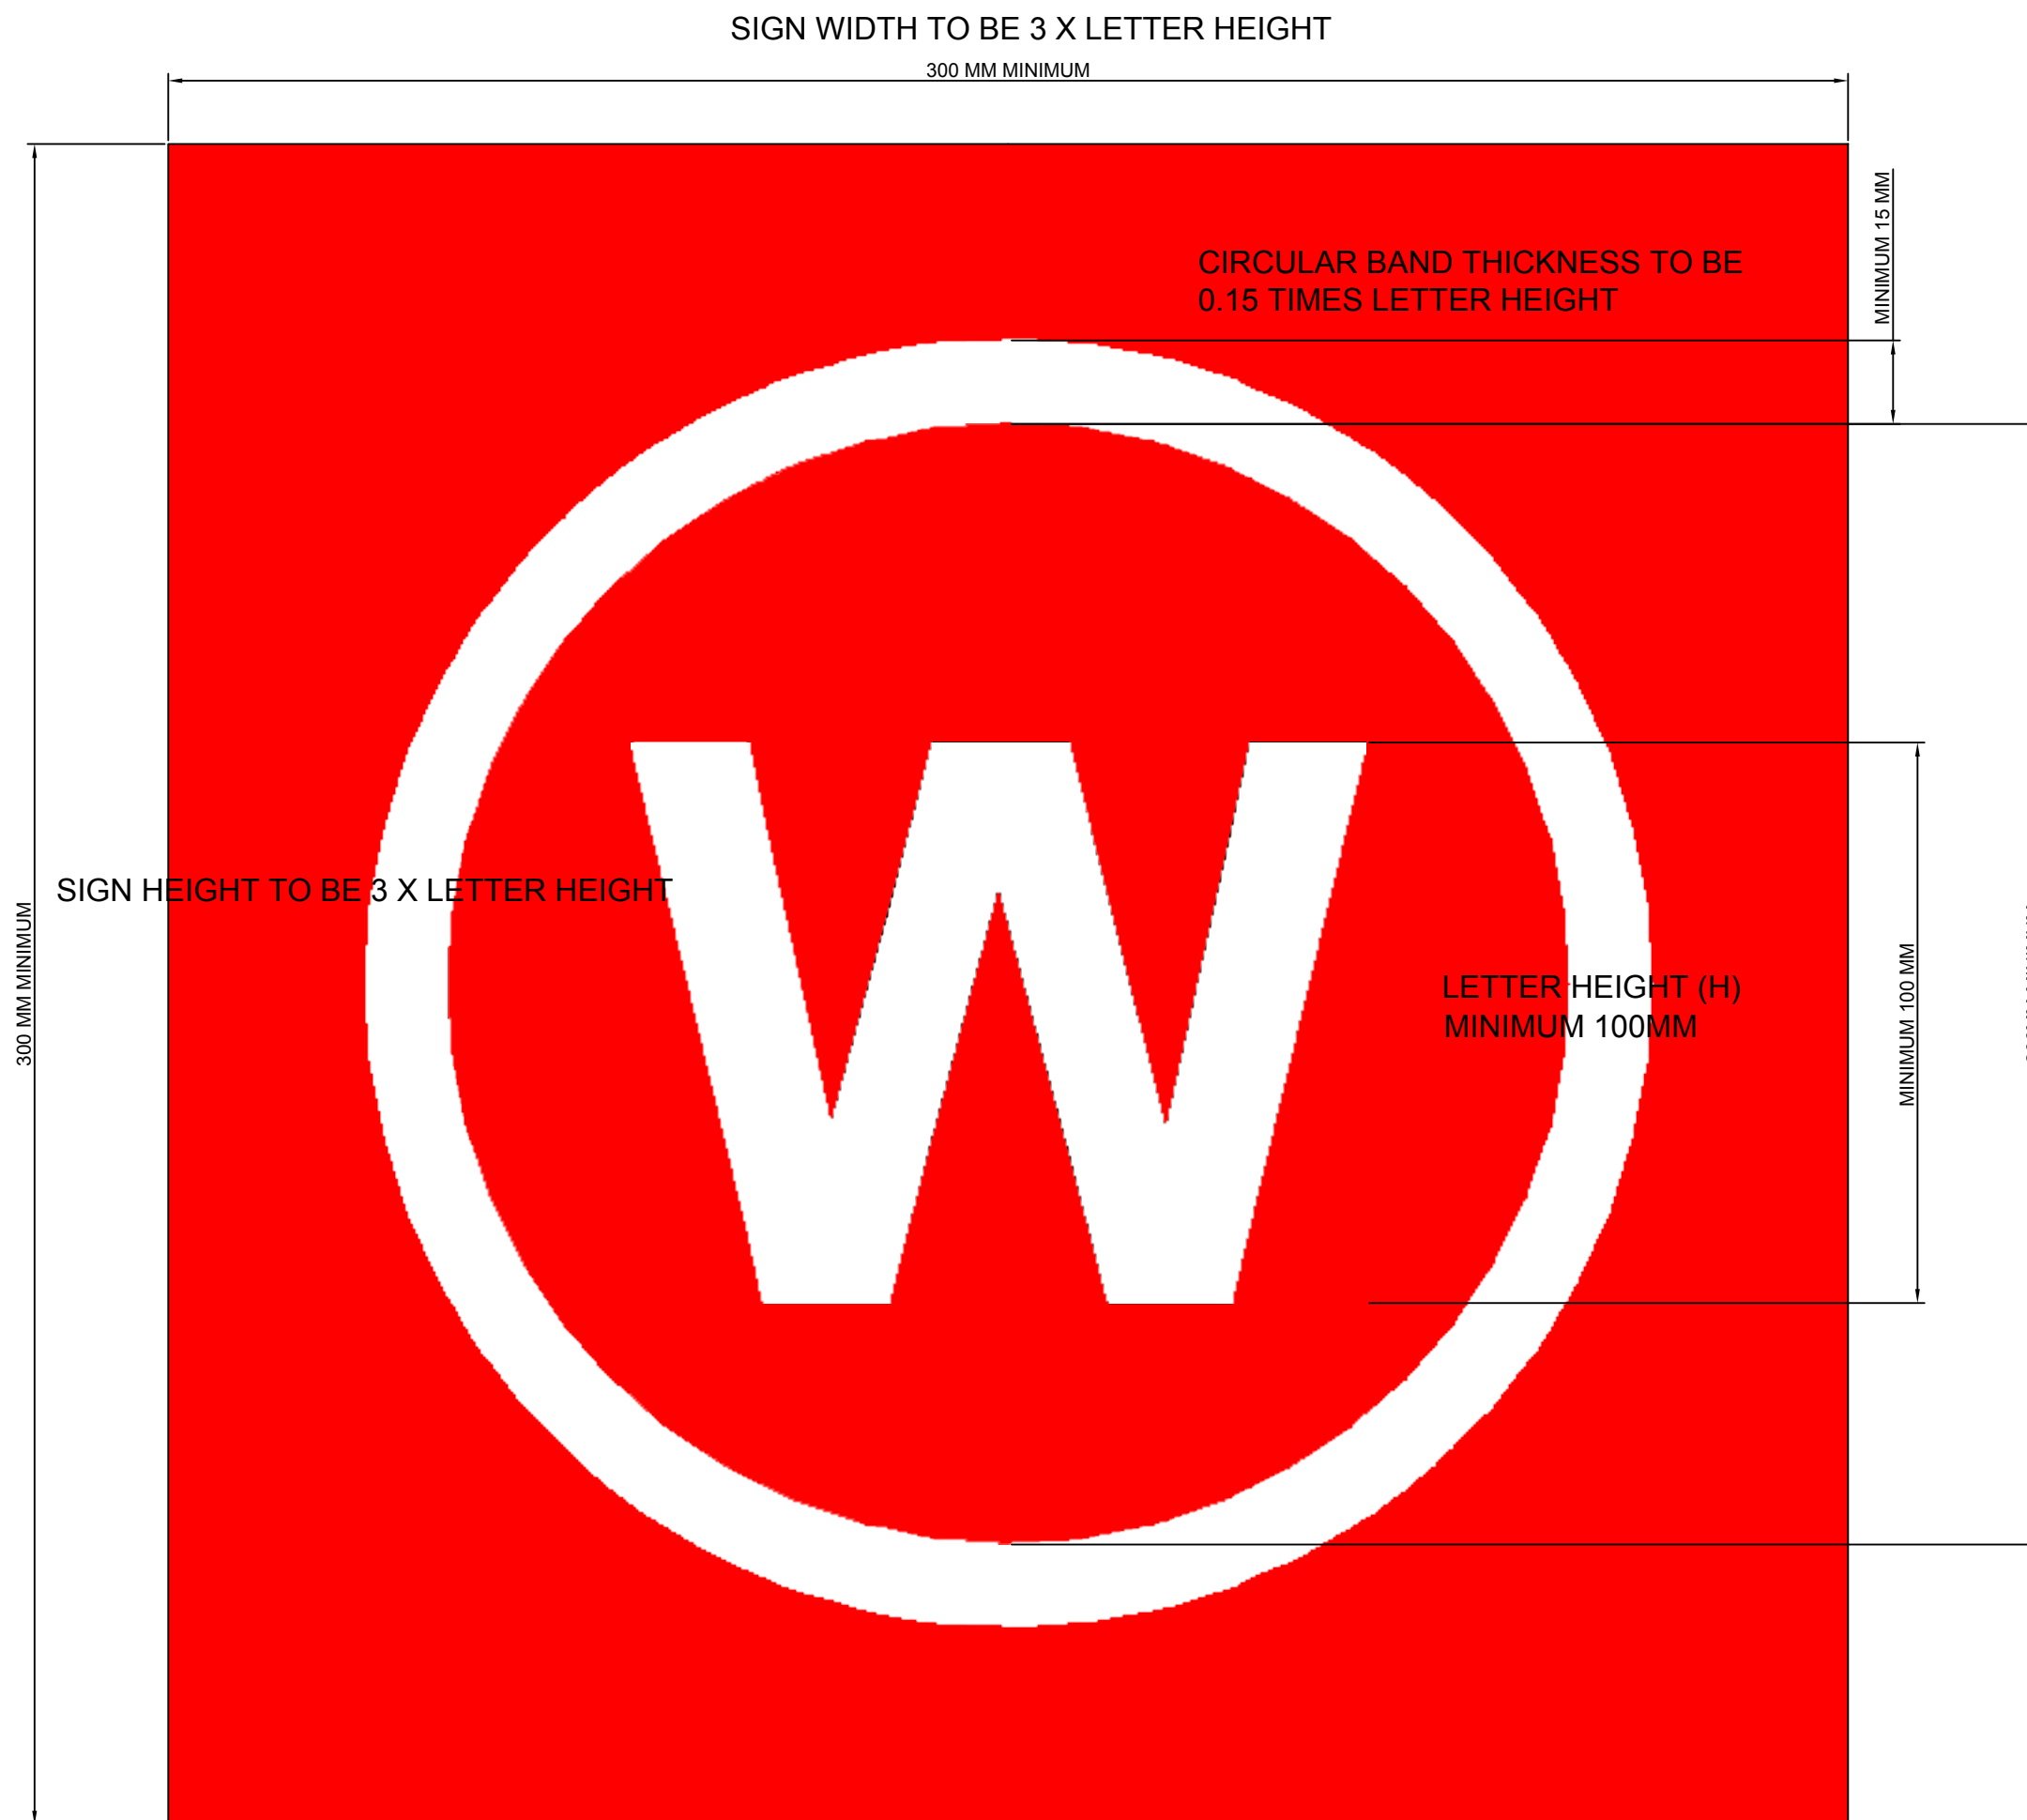 SIGN WIDTH TO BE 3 X LETTER HEIGHT
300 MM MINIMUM
MINIMUM 15 MM
CIRCULAR BAND THICKNESS TO BE
0.15 TIMES LETTER HEIGHT
W
SIGN HEIGHT TO BE 3 X LETTER HEIGHT
300 MM MINIMUM
LETTER HEIGHT (H)
MINIMUM 100MM
MINIMUM 100 MM